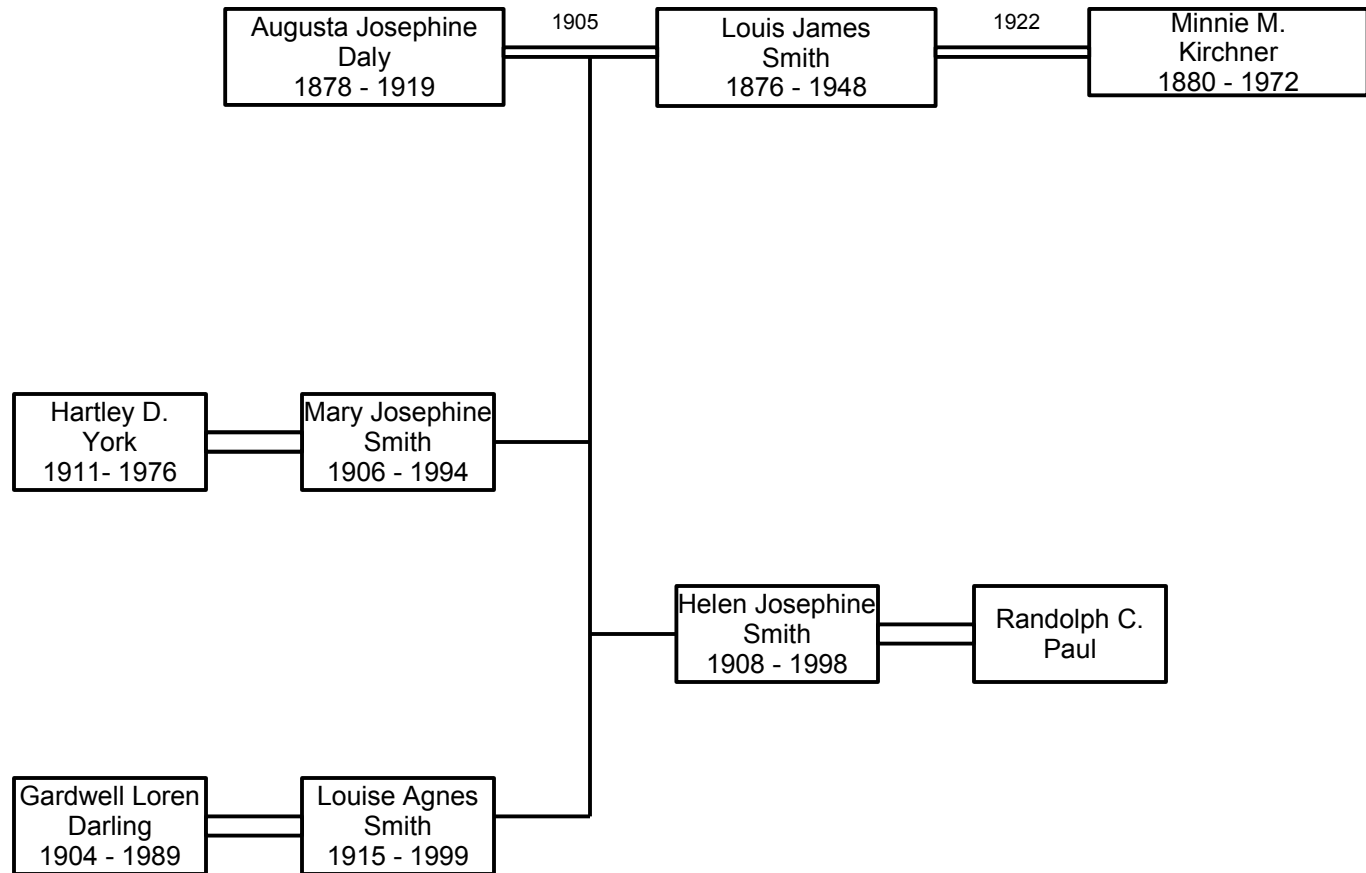 Augusta Josephine
Daly
1878 - 1919
1905
Louis James
Smith
1876 - 1948
1922
Minnie M.
Kirchner
1880 - 1972
Hartley D.
York
1911- 1976
Mary Josephine
Smith
1906 - 1994
Helen Josephine
Smith
1908 - 1998
Randolph C.
Paul
Gardwell Loren
Darling
1904 - 1989
Louise Agnes
Smith
1915 - 1999